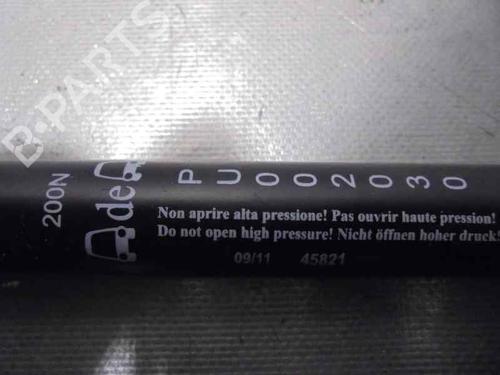 200N
de
PU002030
Non aprire alta pressione! Pas ouvrir haute pression!
Do not open high pressure! Nicht öffnen hoher druck!
09/11 45821
B-PARTS